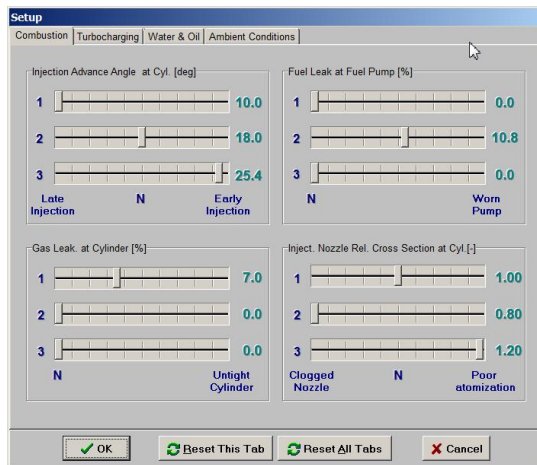 Setup
Combustion Turbocharging Water & Oil Ambient Conditions
Injection Advance Angle at Cyl. [deg]
1 10.0
2 18.0
3 25.4
Late Injection N Early Injection
Fuel Leak at Fuel Pump [%]
1 0.0
2 10.8
3 0.0
N Worn Pump
Gas Leak. at Cylinder [%]
1 7.0
2 0.0
3 0.0
N Untight Cylinder
Inject. Nozzle Rel. Cross Section at Cyl.[-]
1 1.00
2 0.80
3 1.20
Clogged Nozzle N Poor atomization
OK Reset This Tab Reset All Tabs Cancel